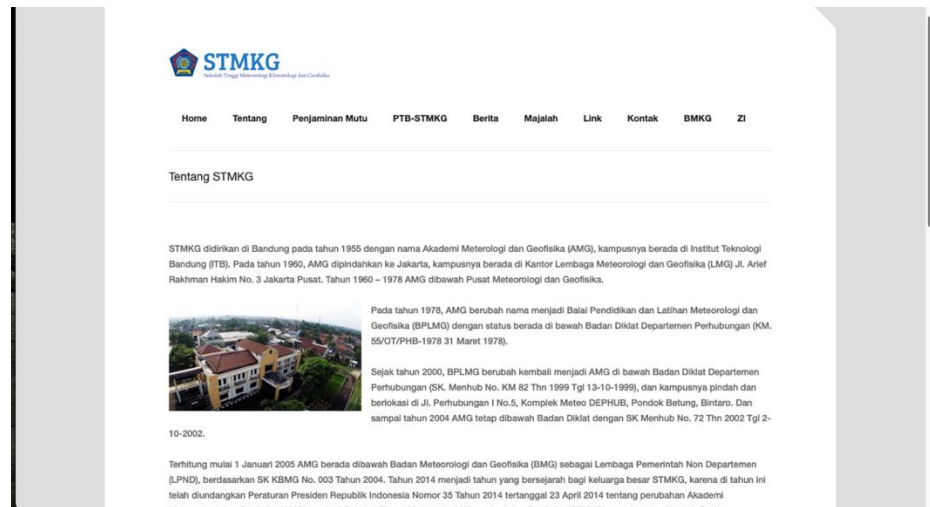 STMKG
Sekolah Tinggi Meteorologi Klimatologi dan Geofisika
Home Tentang Penjaminan Mutu PTB-STMKG Berita Majalah Link Kontak BMKG ZI
Tentang STMKG
STMKG didirikan di Bandung pada tahun 1955 dengan nama Akademi Meterologi dan Geofisika (AMG), kampusnya berada di Institut Teknologi
Bandung (ITB). Pada tahun 1960, AMG dipindahkan ke Jakarta, kampusnya berada di Kantor Lembaga Meteorologi dan Geofisika (LMG) Jl. Arief
Rakhman Hakim No. 3 Jakarta Pusat. Tahun 1960 – 1978 AMG dibawah Pusat Meteorologi dan Geofisika.
Pada tahun 1978, AMG berubah nama menjadi Balai Pendidikan dan Latihan Meteorologi dan
Geofisika (BPLMG) dengan status berada di bawah Badan Diklat Departemen Perhubungan (KM.
55/OT/PHB-1978 31 Maret 1978).
Sejak tahun 2000, BPLMG berubah kembali menjadi AMG di bawah Badan Diklat Departemen
Perhubungan (SK. Menhub No. KM 82 Thn 1999 Tgl 13-10-1999), dan kampusnya pindah dan
berlokasi di Jl. Perhubungan I No.5, Komplek Meteo DEPHUB, Pondok Betung, Bintaro. Dan
sampai tahun 2004 AMG tetap dibawah Badan Diklat dengan SK Menhub No. 72 Thn 2002 Tgl 2-
10-2002.
Terhitung mulai 1 Januari 2005 AMG berada dibawah Badan Meteorologi dan Geofisika (BMG) sebagai Lembaga Pemerintah Non Departemen
(LPND), berdasarkan SK KBMG No. 003 Tahun 2004. Tahun 2014 menjadi tahun yang bersejarah bagi keluarga besar STMKG, karena di tahun ini
telah diundangkan Peraturan Presiden Republik Indonesia Nomor 35 Tahun 2014 tertanggal 23 April 2014 tentang perubahan Akademi